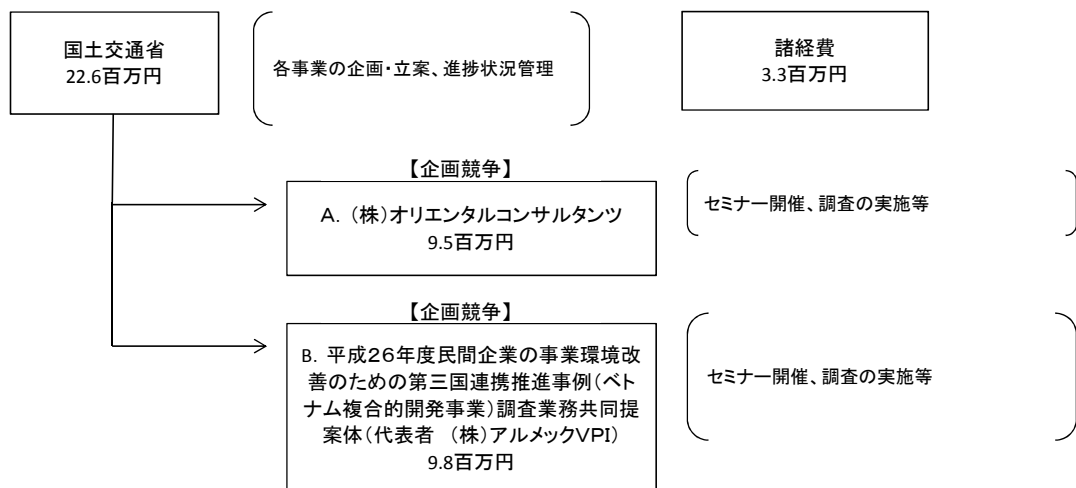 国土交通省
22.6百万円
各事業の企画・立案、進捗状況管理
諸経費
3.3百万円
【企画競争】
A. （株）オリエンタルコンサルタンツ
9.5百万円
セミナー開催、調査の実施等
【企画競争】
B. 平成２６年度民間企業の事業環境改
善のための第三国連携推進事例（ベト
ナム複合的開発事業）調査業務共同提
案体（代表者　（株）アルメックＶＰＩ）
9.8百万円
セミナー開催、調査の実施等